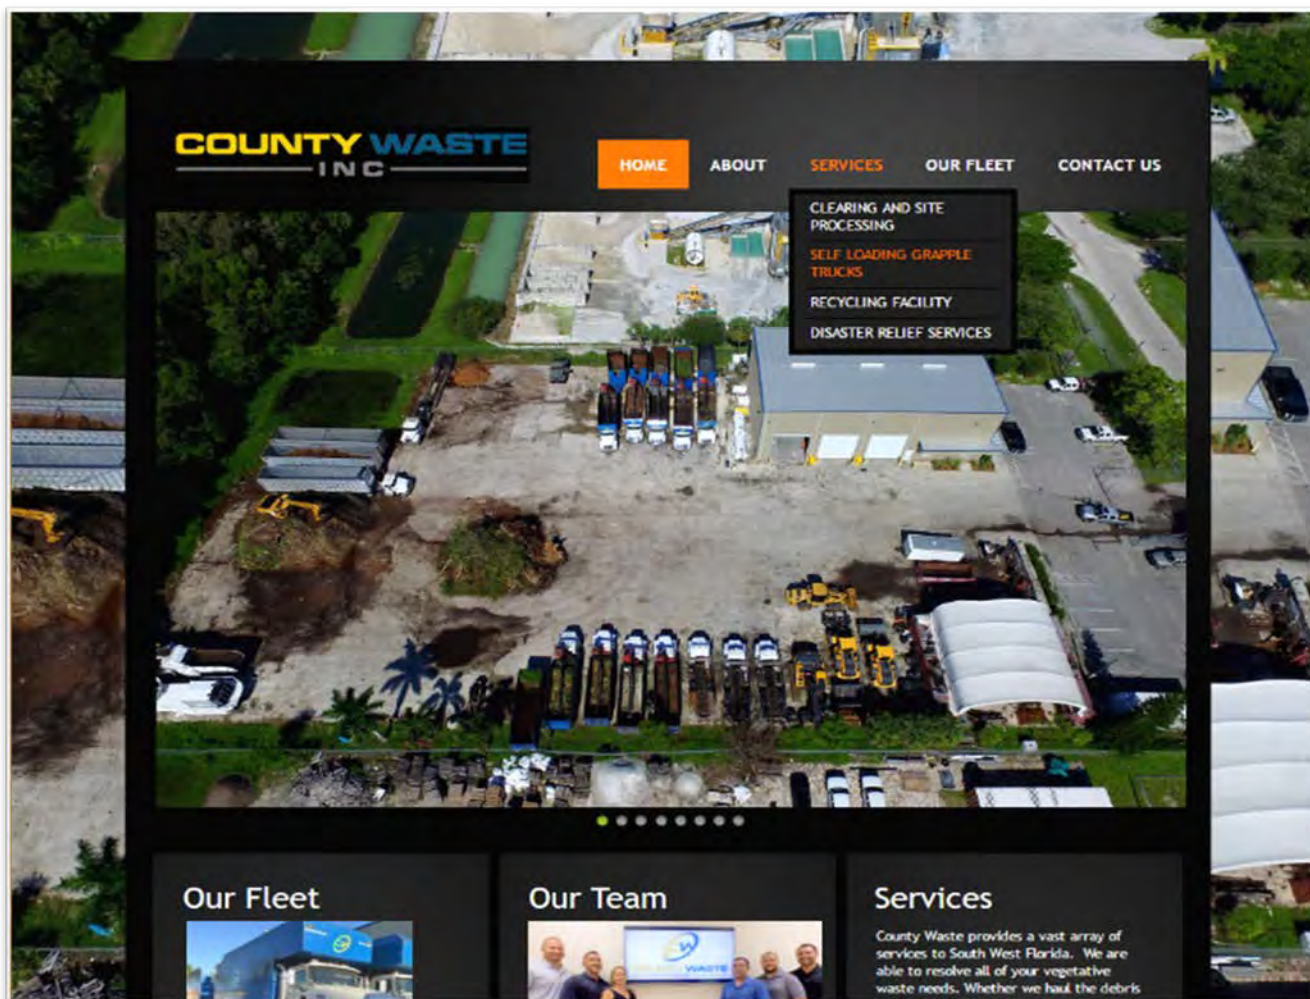 COUNTY WASTE
INC
HOME ABOUT SERVICES OUR FLEET CONTACT US
CLEARING AND SITE
PROCESSING
SELF LOADING GRAPPLE
TRUCKS
RECYCLING FACILITY
DISASTER RELIEF SERVICES
Our Fleet
Our Team
WASTE
Services
County Waste provides a vast array of
services to South West Florida. We are
able to resolve all of your vegetative
waste needs. Whether we haul the debris